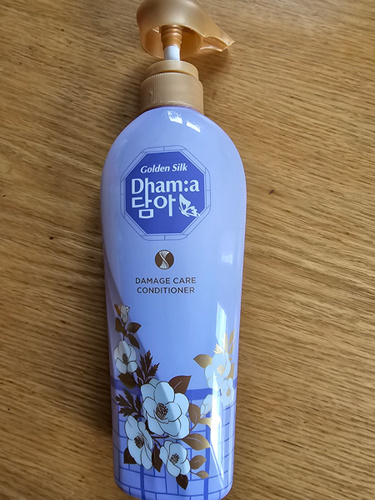 Golden Silk
Dham:a
담아
DAMAGE CARE
CONDITIONER